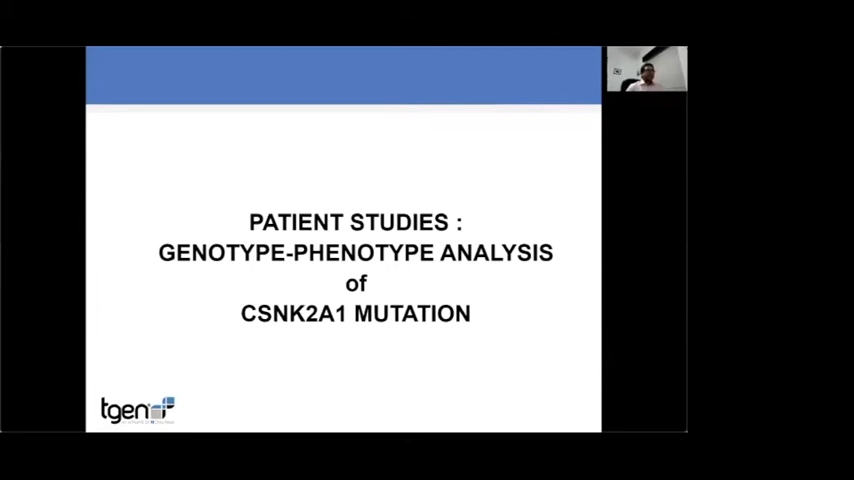 PATIENT STUDIES :
GENOTYPE-PHENOTYPE ANALYSIS
of
CSNK2A1 MUTATION
tgen